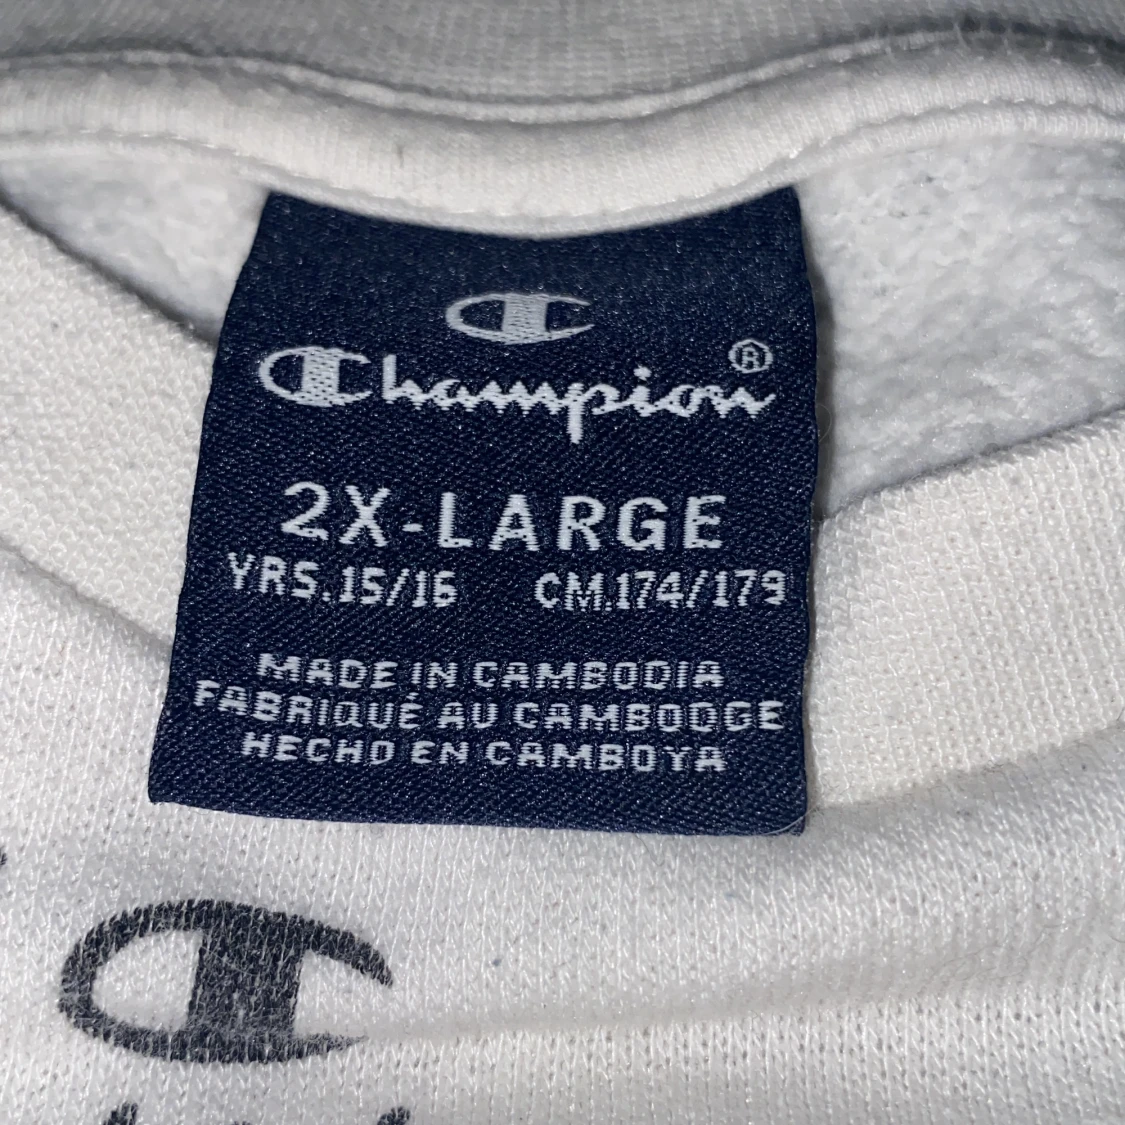 Champion®
2X-LARGE
YRS.15/16 CM.174/179
MADE IN CAMBODIA
FABRIQUÉ AU CAMBODGE
HECHO EN CAMBOYA